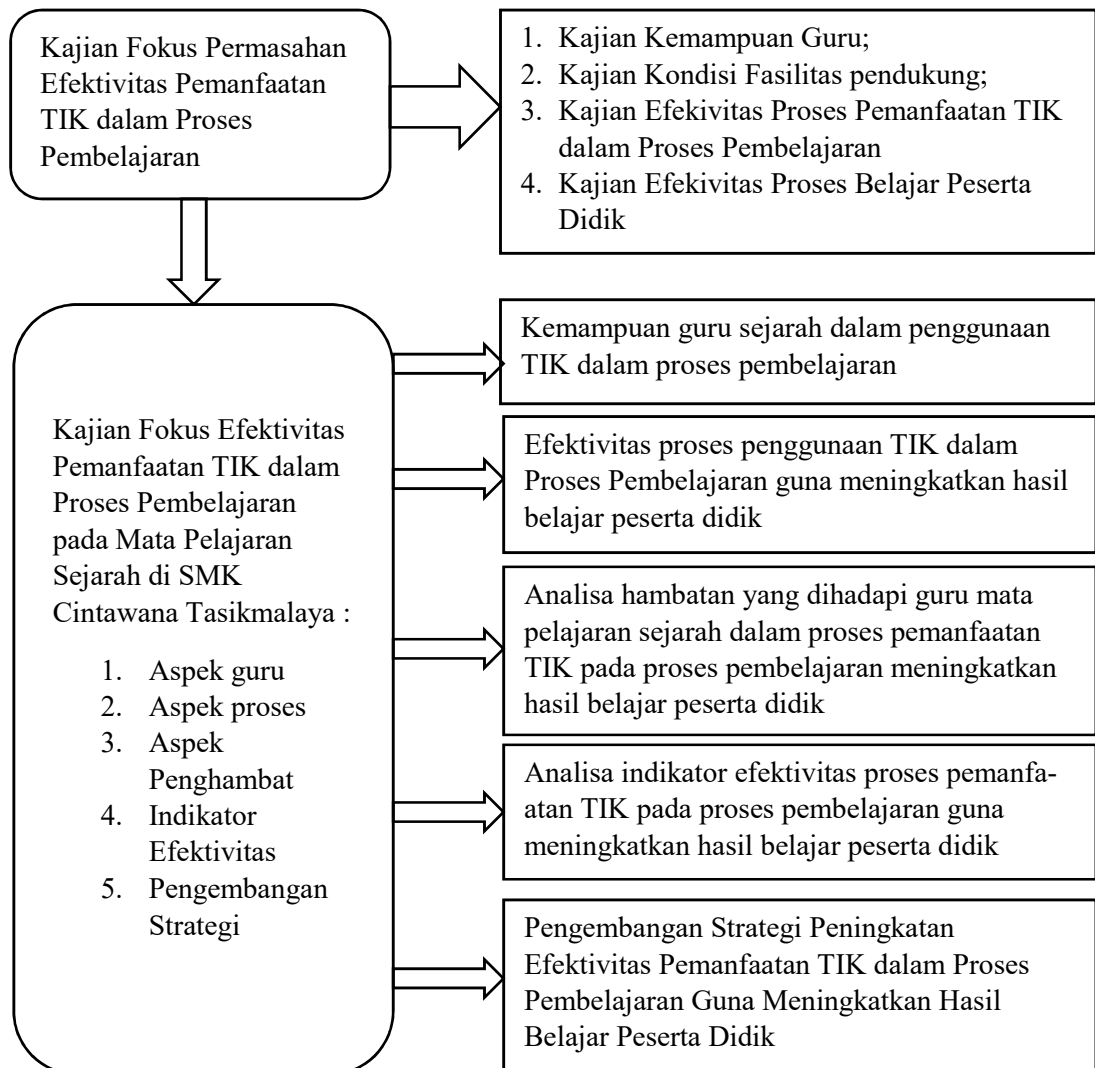 Kajian Fokus Permasahan
Efektivitas Pemanfaatan
TIK dalam Proses
Pembelajaran
1. Kajian Kemampuan Guru;
2. Kajian Kondisi Fasilitas pendukung;
3. Kajian Efekivitas Proses Pemanfaatan TIK
dalam Proses Pembelajaran
4. Kajian Efekivitas Proses Belajar Peserta
Didik
Kajian Fokus Efektivitas
Pemanfaatan TIK dalam
Proses Pembelajaran
pada Mata Pelajaran
Sejarah di SMK
Cintawana Tasikmalaya :
1. Aspek guru
2. Aspek proses
3. Aspek
Penghambat
4. Indikator
Efektivitas
5. Pengembangan
Strategi
Kemampuan guru sejarah dalam penggunaan
TIK dalam proses pembelajaran
Efektivitas proses penggunaan TIK dalam
Proses Pembelajaran guna meningkatkan hasil
belajar peserta didik
Analisa hambatan yang dihadapi guru mata
pelajaran sejarah dalam proses pemanfaatan
TIK pada proses pembelajaran meningkatkan
hasil belajar peserta didik
Analisa indikator efektivitas proses pemanfa-
atan TIK pada proses pembelajaran guna
meningkatkan hasil belajar peserta didik
Pengembangan Strategi Peningkatan
Efektivitas Pemanfaatan TIK dalam Proses
Pembelajaran Guna Meningkatkan Hasil
Belajar Peserta Didik